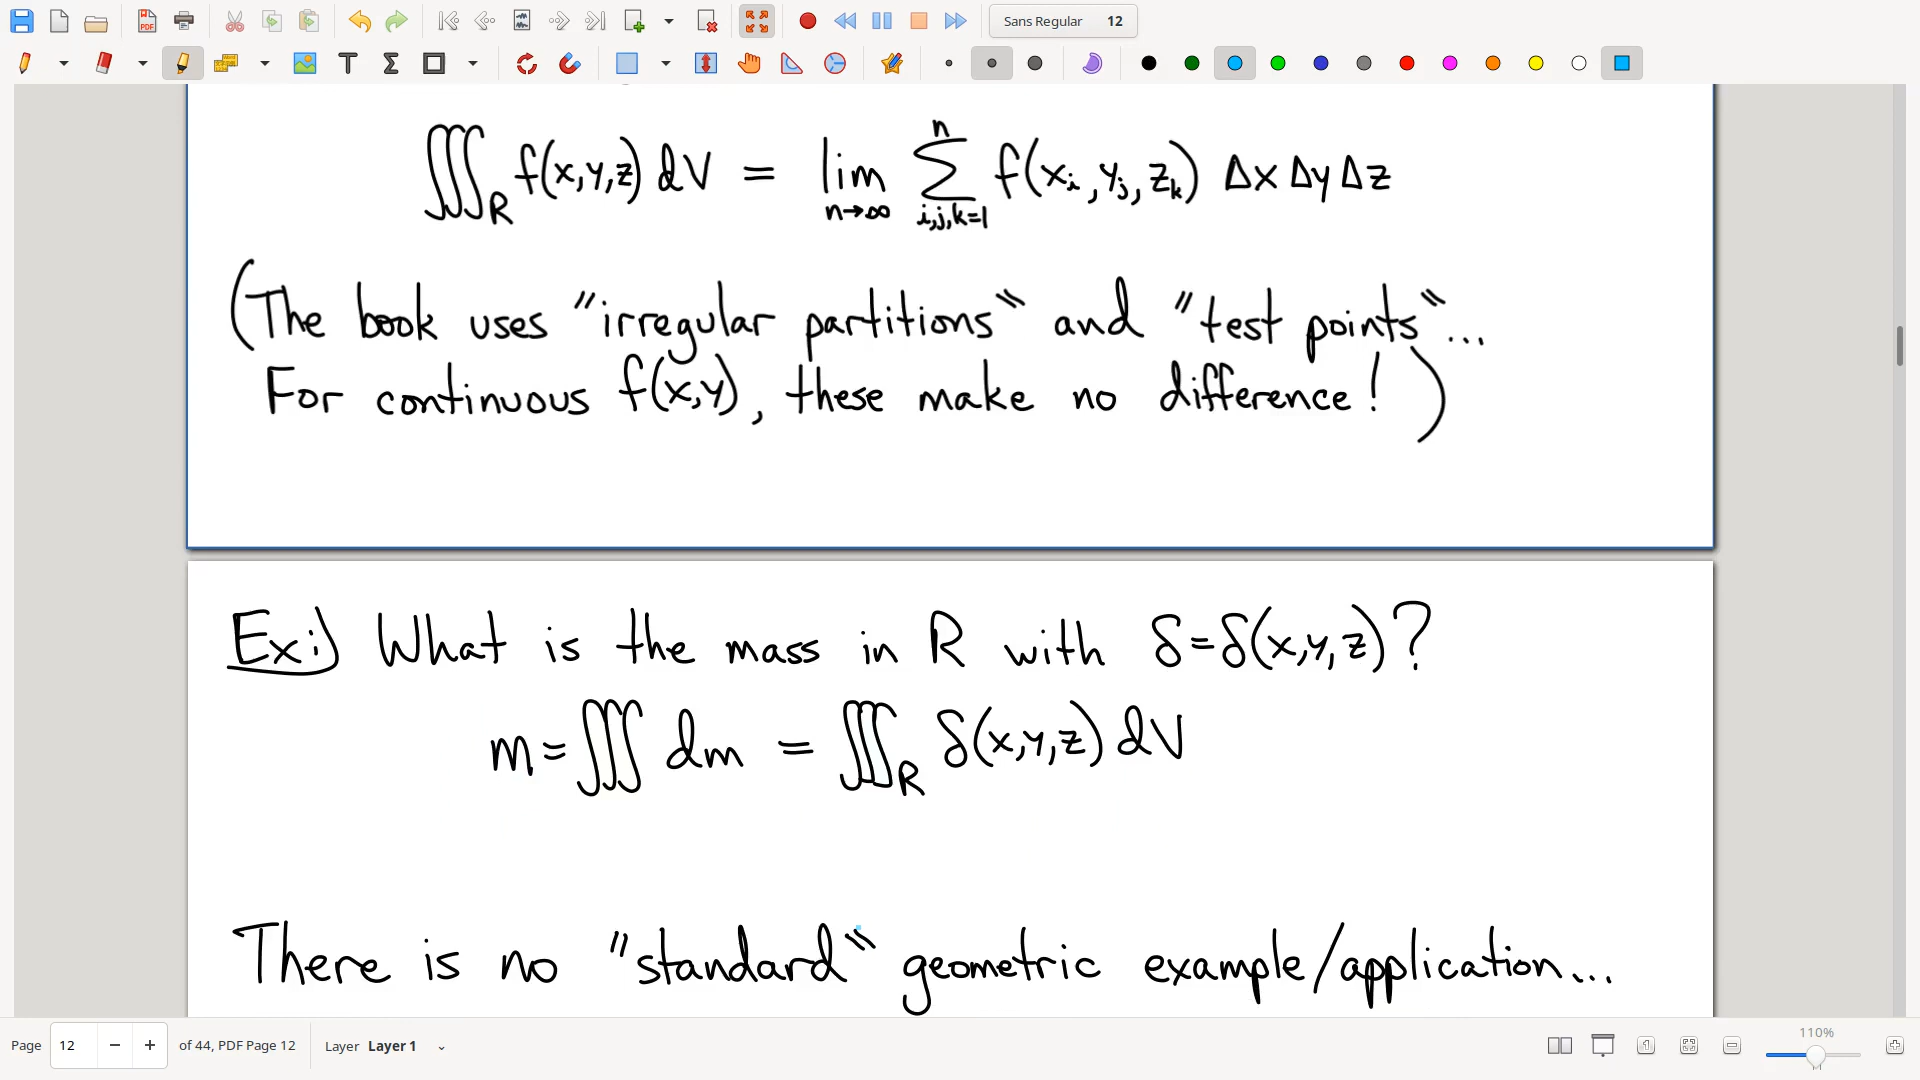 Sans Regular 12
∭_R f(x,y,z) dV = lim_{n→∞} ∑_{i,j,k=1}^{n} f(x_i, y_j, z_k) Δx Δy Δz
(The book uses "irregular partitions" and "test points"...
For continuous f(x,y), these make no difference!)
Ex:) What is the mass in R with δ=δ(x,y,z)?
m=∭ dm = ∭_R δ(x,y,z) dV
There is no "standard" geometric example/application...
Page 12 − + of 44, PDF Page 12 Layer Layer 1 110%